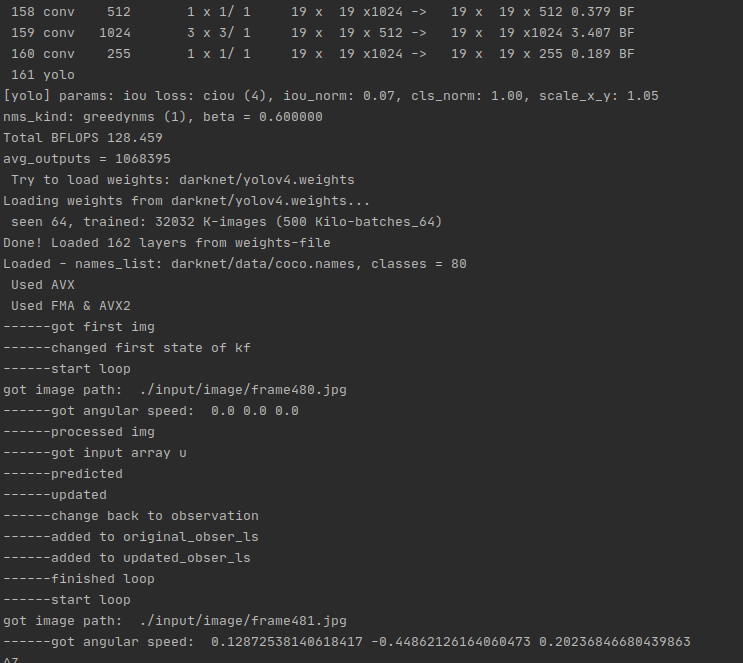 158 conv    512       1 x 1/ 1     19 x  19 x1024 ->   19 x  19 x 512 0.379 BF
159 conv   1024       3 x 3/ 1     19 x  19 x 512 ->   19 x  19 x1024 3.407 BF
160 conv    255       1 x 1/ 1     19 x  19 x1024 ->   19 x  19 x 255 0.189 BF
161 yolo
[yolo] params: iou loss: ciou (4), iou_norm: 0.07, cls_norm: 1.00, scale_x_y: 1.05
nms_kind: greedynms (1), beta = 0.600000
Total BFLOPS 128.459
avg_outputs = 1068395
Try to load weights: darknet/yolov4.weights
Loading weights from darknet/yolov4.weights...
seen 64, trained: 32032 K-images (500 Kilo-batches_64)
Done! Loaded 162 layers from weights-file
Loaded - names_list: darknet/data/coco.names, classes = 80
Used AVX
Used FMA & AVX2
------got first img
------changed first state of kf
------start loop
got image path:  ./input/image/frame480.jpg
------got angular speed:  0.0 0.0 0.0
------processed img
------got input array u
------predicted
------updated
------change back to observation
------added to original_obser_ls
------added to updated_obser_ls
------finished loop
------start loop
got image path:  ./input/image/frame481.jpg
------got angular speed:  0.12872538140618417 -0.44862126164060473 0.20236846680439863
^Z